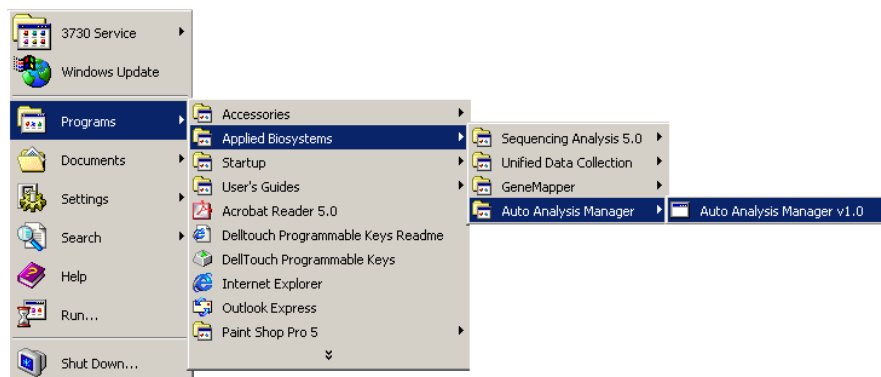 3730 Service
Windows Update
Programs
Documents
Settings
Search
Help
Run...
Shut Down...
Accessories
Applied Biosystems
Startup
User's Guides
Acrobat Reader 5.0
Delltouch Programmable Keys Readme
DellTouch Programmable Keys
Internet Explorer
Outlook Express
Paint Shop Pro 5
Sequencing Analysis 5.0
Unified Data Collection
GeneMapper
Auto Analysis Manager
Auto Analysis Manager v1.0